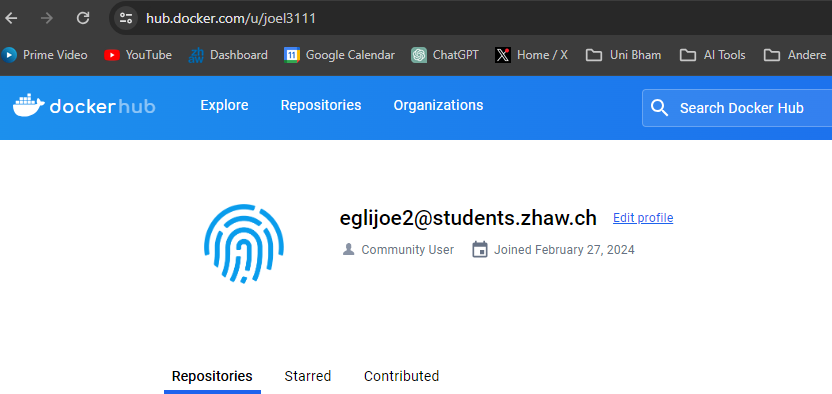 hub.docker.com/u/joel3111
Prime Video YouTube Dashboard Google Calendar ChatGPT Home / X Uni Bham AI Tools Andere
dockerhub Explore Repositories Organizations Search Docker Hub
eglijoe2@students.zhaw.ch Edit profile
Community User Joined February 27, 2024
Repositories Starred Contributed